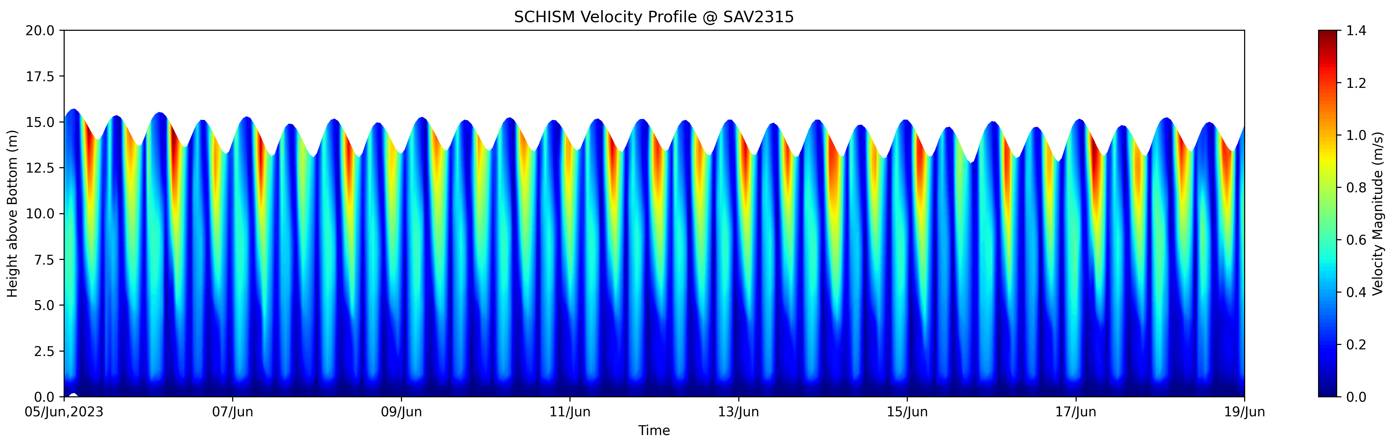 SCHISM Velocity Profile @ SAV2315
20.0
17.5
15.0
12.5
10.0
7.5
5.0
2.5
0.0
Height above Bottom (m)
05/Jun,2023
07/Jun
09/Jun
11/Jun
13/Jun
15/Jun
17/Jun
19/Jun
Time
1.4
1.2
1.0
0.8
0.6
0.4
0.2
0.0
Velocity Magnitude (m/s)